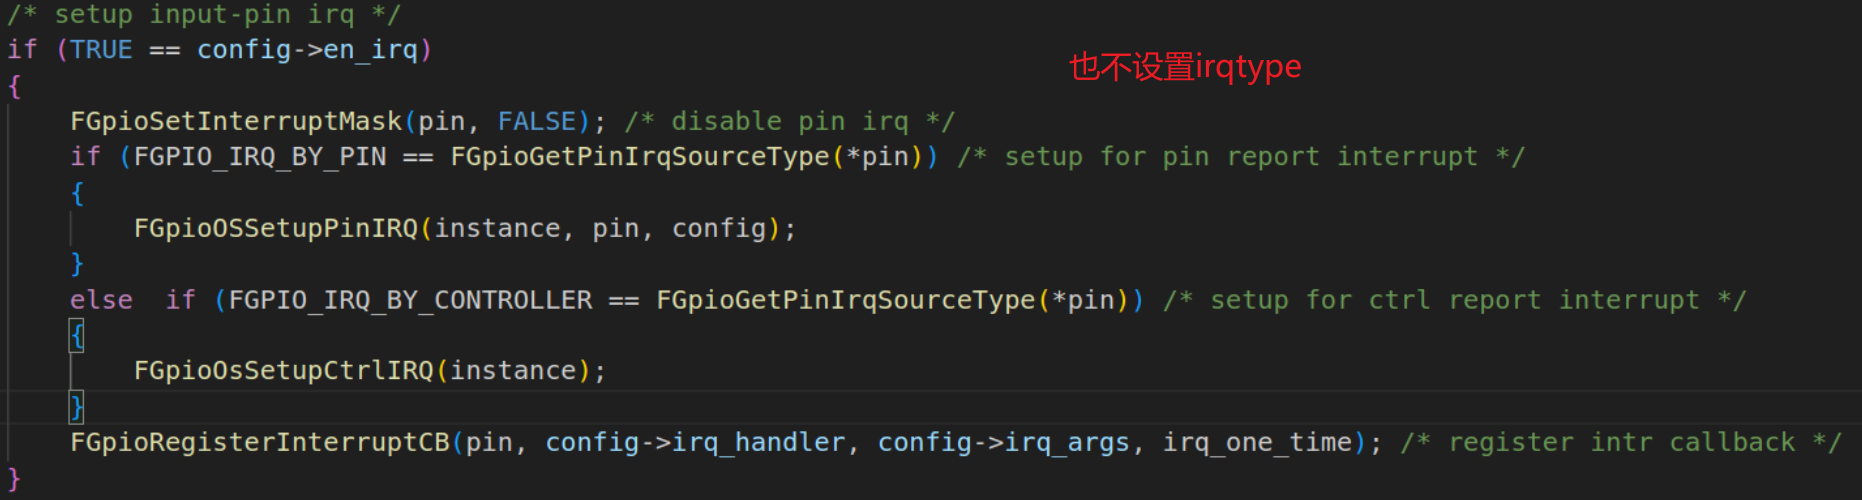 /* setup input-pin irq */
if (TRUE == config->en_irq)
也不设置irqtype
{
FGpioSetInterruptMask(pin, FALSE); /* disable pin irq */
if (FGPIO_IRQ_BY_PIN == FGpioGetPinIrqSourceType(*pin)) /* setup for pin report interrupt */
{
FGpioOSSetupPinIRQ(instance, pin, config);
}
else  if (FGPIO_IRQ_BY_CONTROLLER == FGpioGetPinIrqSourceType(*pin)) /* setup for ctrl report interrupt */
{
FGpioOsSetupCtrlIRQ(instance);
}
FGpioRegisterInterruptCB(pin, config->irq_handler, config->irq_args, irq_one_time); /* register intr callback */
}